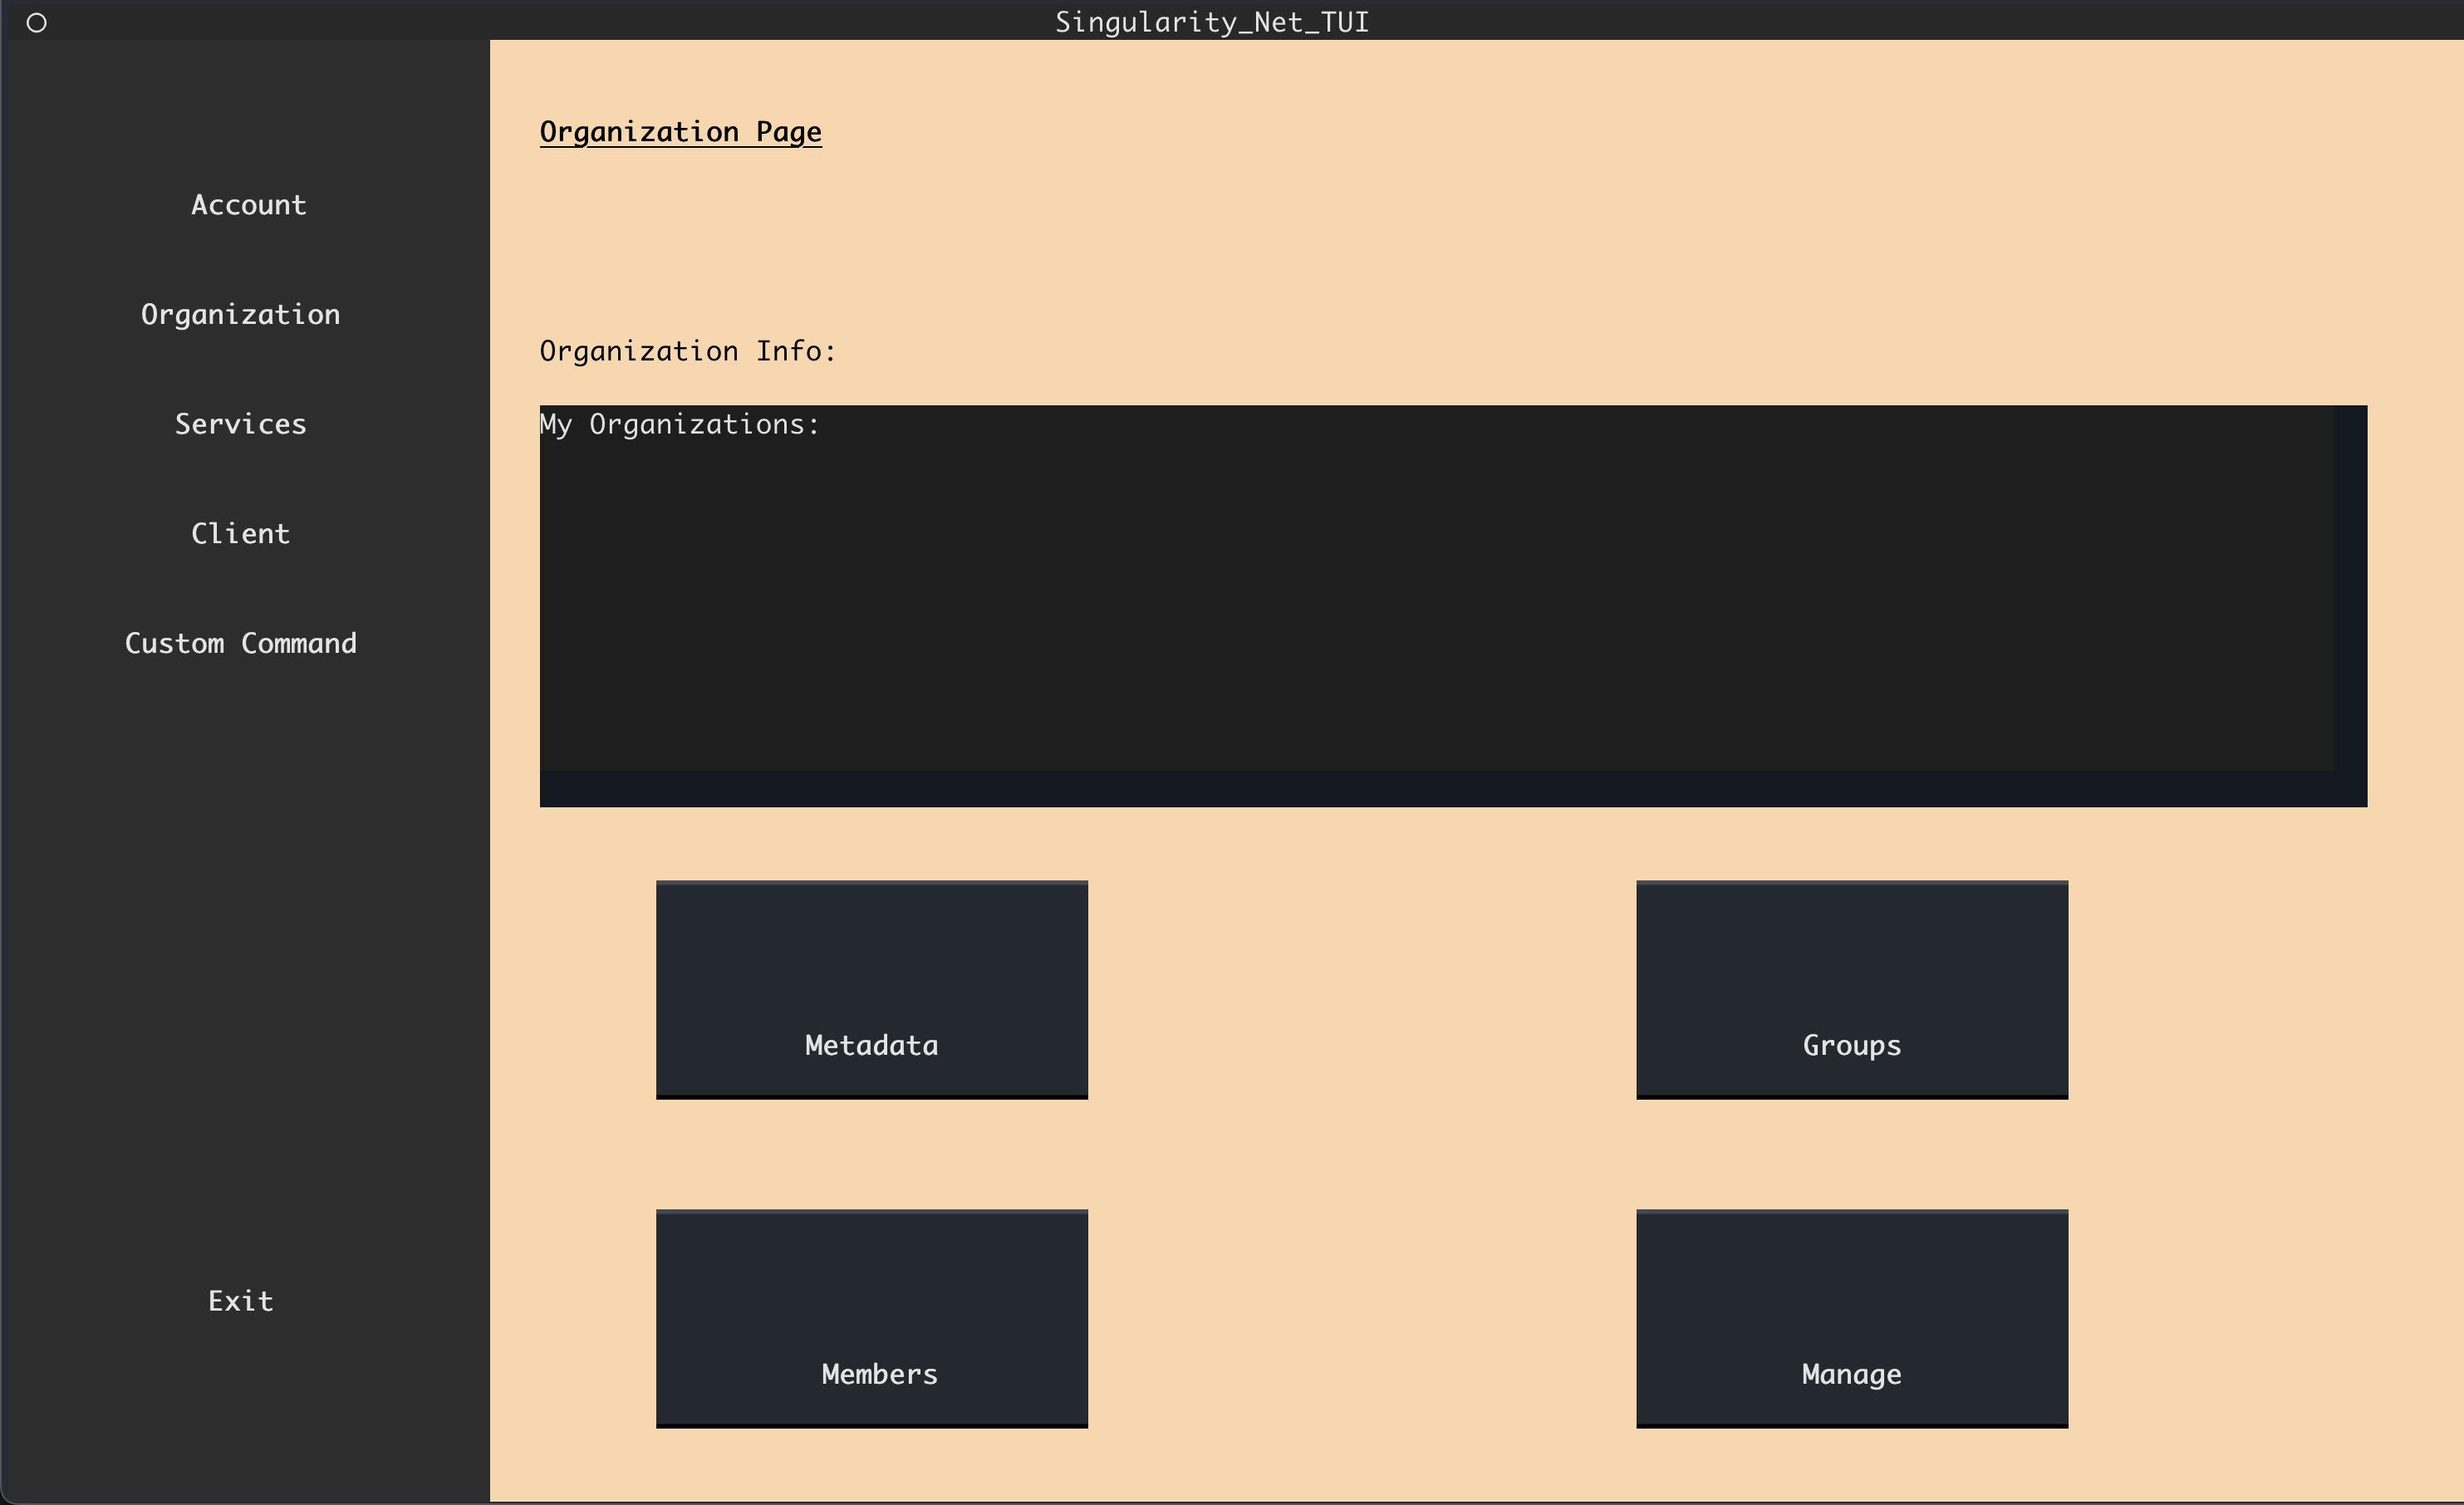 Singularity_Net_TUI
Account
Organization
Services
Client
Custom Command
Exit
Organization Page
Organization Info:
My Organizations:
Metadata
Groups
Members
Manage